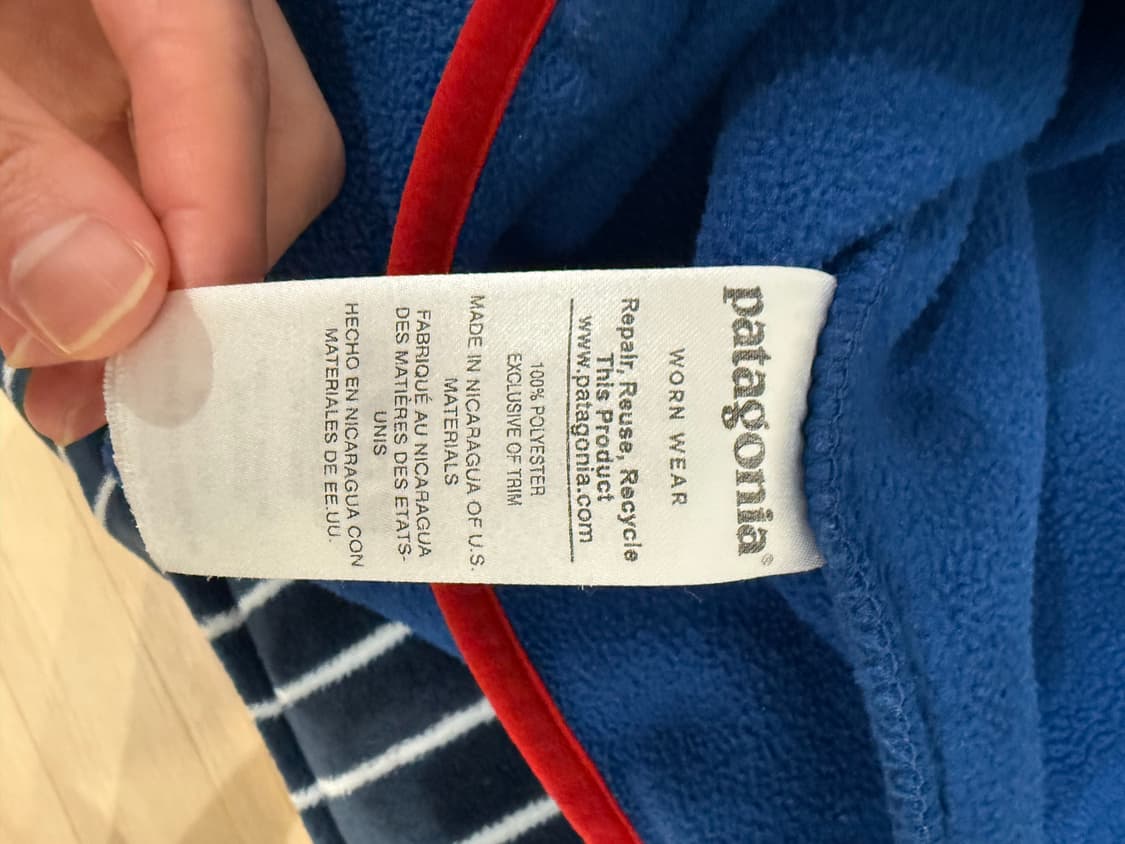 patagonia®
WORN WEAR
Repair, Reuse, Recycle
This Product
www.patagonia.com
100% POLYESTER
EXCLUSIVE OF TRIM
MADE IN NICARAGUA OF U.S.
MATERIALS
FABRIQUÉ AU NICARAGUA
DES MATIÈRES DES ETATS-
UNIS
HECHO EN NICARAGUA CON
MATERIALES DE EE.UU.